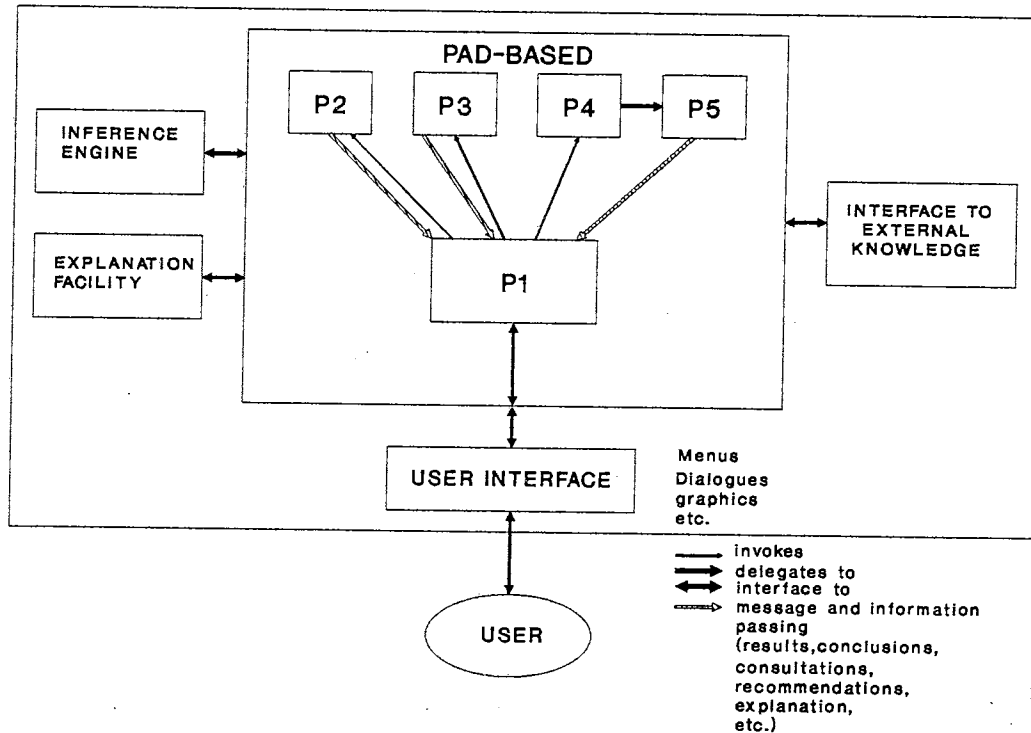 PAD-BASED
P2
P3
P4
P5
INFERENCE
ENGINE
EXPLANATION
FACILITY
P1
INTERFACE TO
EXTERNAL
KNOWLEDGE
USER INTERFACE
Menus
Dialogues
graphics
etc.
USER
invokes
delegates to
interface to
message and information
passing
(results,conclusions,
consultations,
recommendations,
explanation,
etc.)